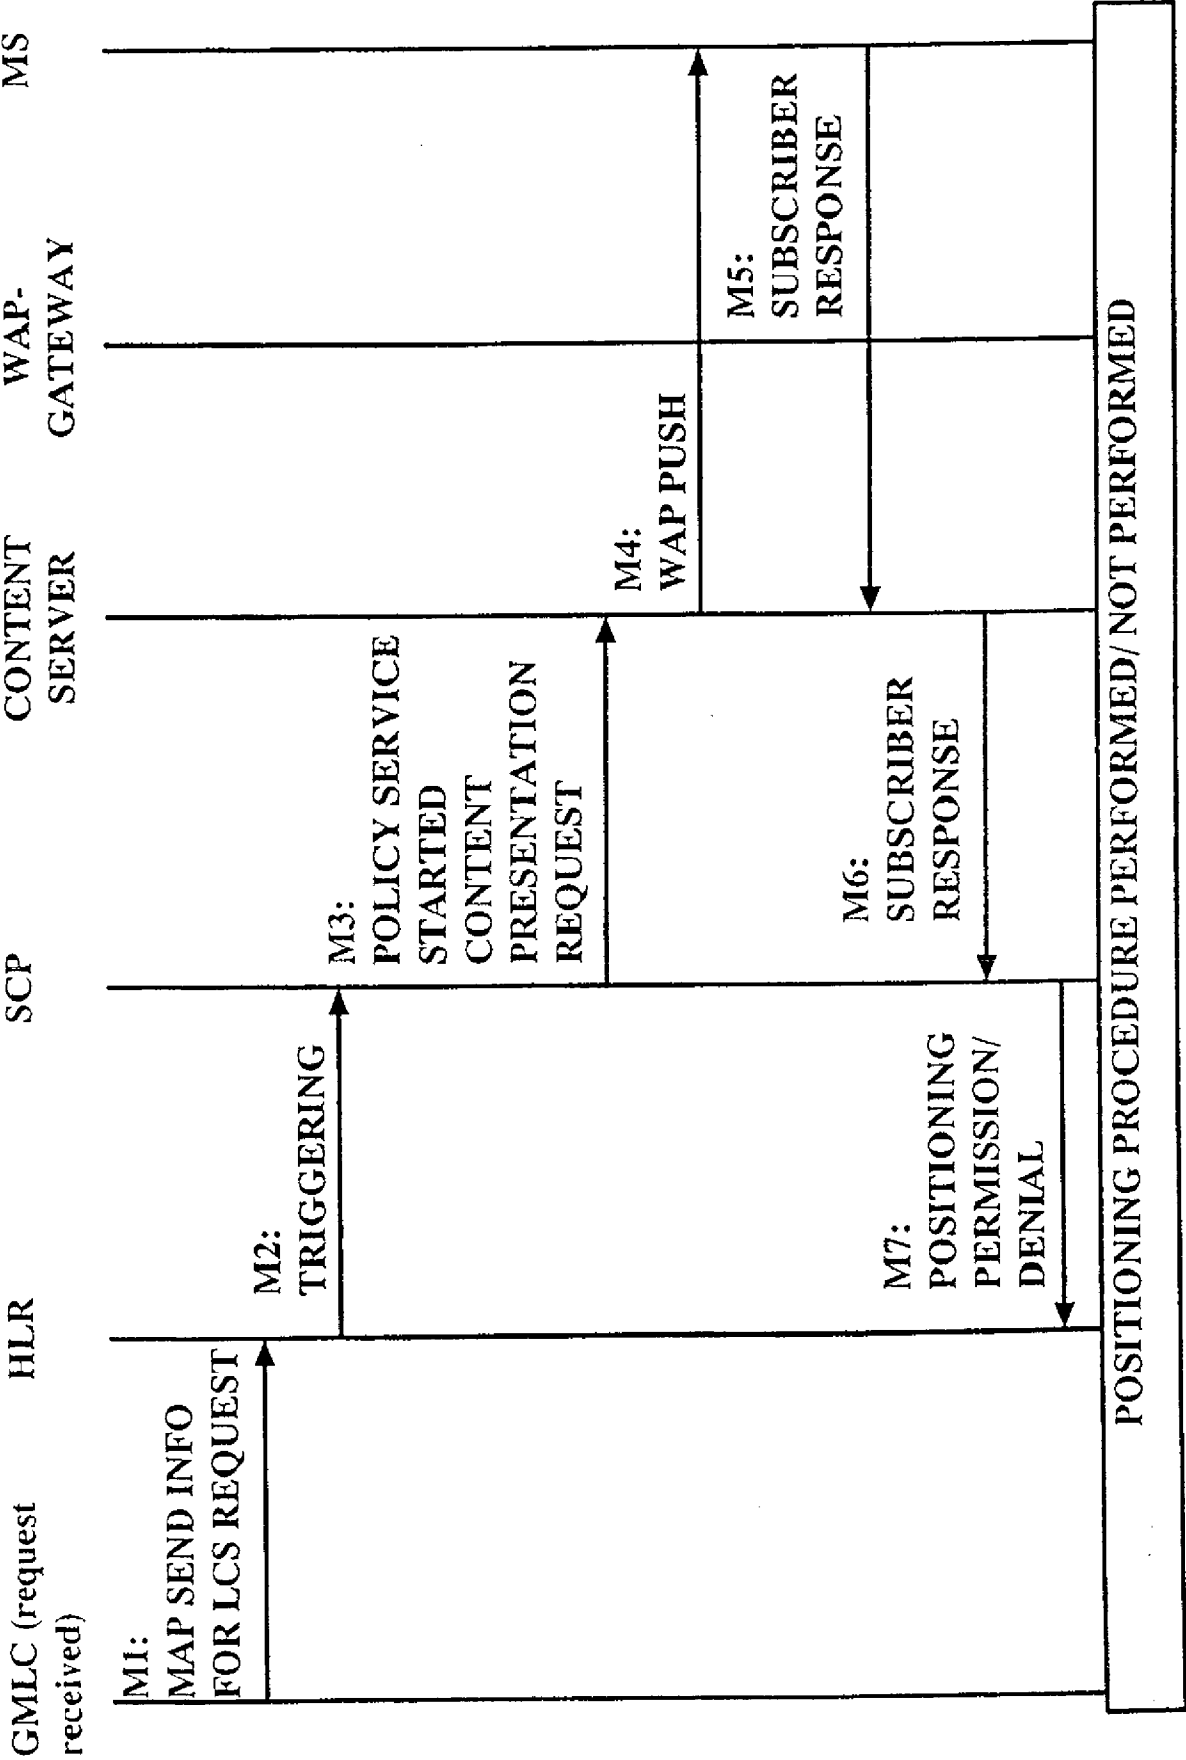 GMLC (request
received)
HLR
SCP
CONTENT
SERVER
WAP-
GATEWAY
MS
M1:
MAP SEND INFO
FOR LCS REQUEST
M2:
TRIGGERING
M3:
POLICY SERVICE
STARTED
CONTENT
PRESENTATION
REQUEST
M4:
WAP PUSH
M5:
SUBSCRIBER
RESPONSE
M6:
SUBSCRIBER
RESPONSE
M7:
POSITIONING
PERMISSION/
DENIAL
POSITIONING PROCEDURE PERFORMED/ NOT PERFORMED